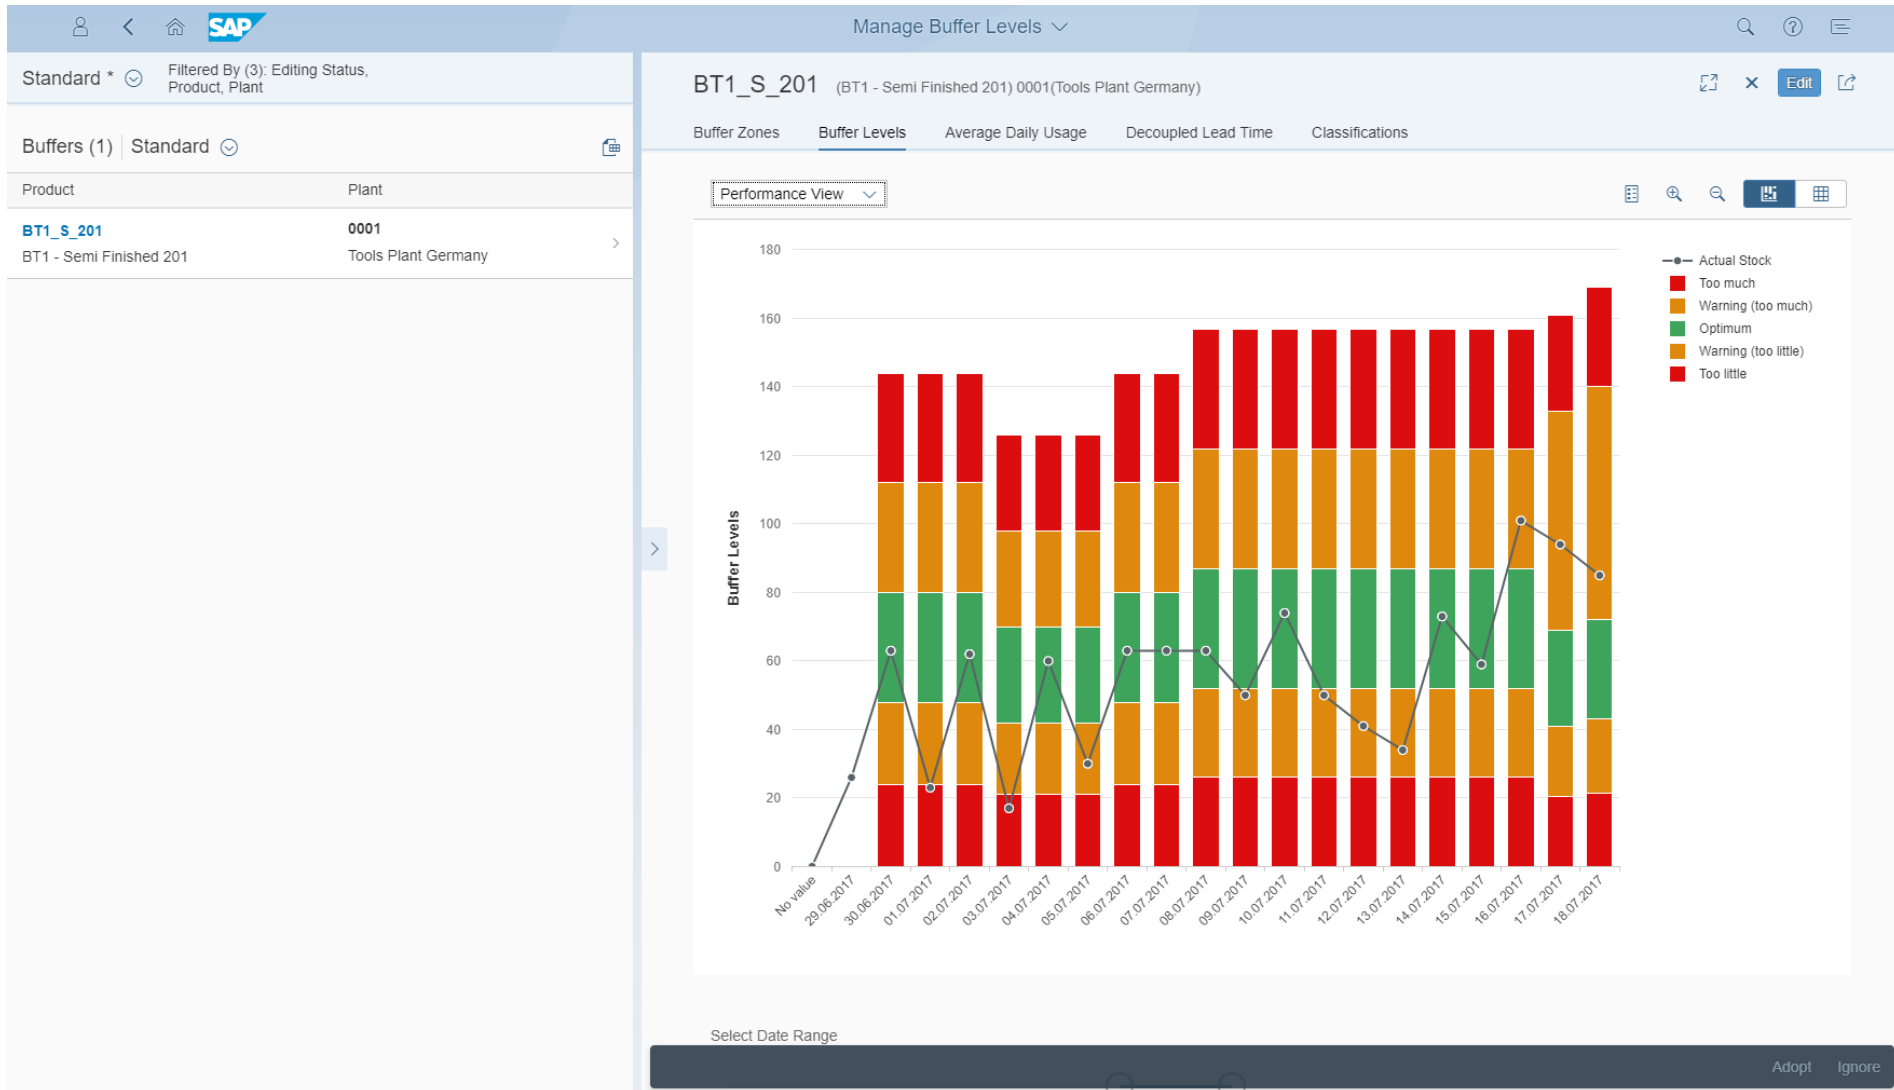 SAP
Manage Buffer Levels
Standard *
Filtered By (3): Editing Status,
Product, Plant
Buffers (1) Standard
Product Plant
BT1_S_201 0001
BT1 - Semi Finished 201 Tools Plant Germany
BT1_S_201 (BT1 - Semi Finished 201) 0001(Tools Plant Germany)
Edit
Buffer Zones Buffer Levels Average Daily Usage Decoupled Lead Time Classifications
Performance View
Buffer Levels
180
160
140
120
100
80
60
40
20
0
No value 29.06.2017 30.06.2017 01.07.2017 02.07.2017 03.07.2017 04.07.2017 05.07.2017 06.07.2017 07.07.2017 08.07.2017 09.07.2017 10.07.2017 11.07.2017 12.07.2017 13.07.2017 14.07.2017 15.07.2017 16.07.2017 17.07.2017 18.07.2017
Actual Stock
Too much
Warning (too much)
Optimum
Warning (too little)
Too little
Select Date Range
Adopt Ignore